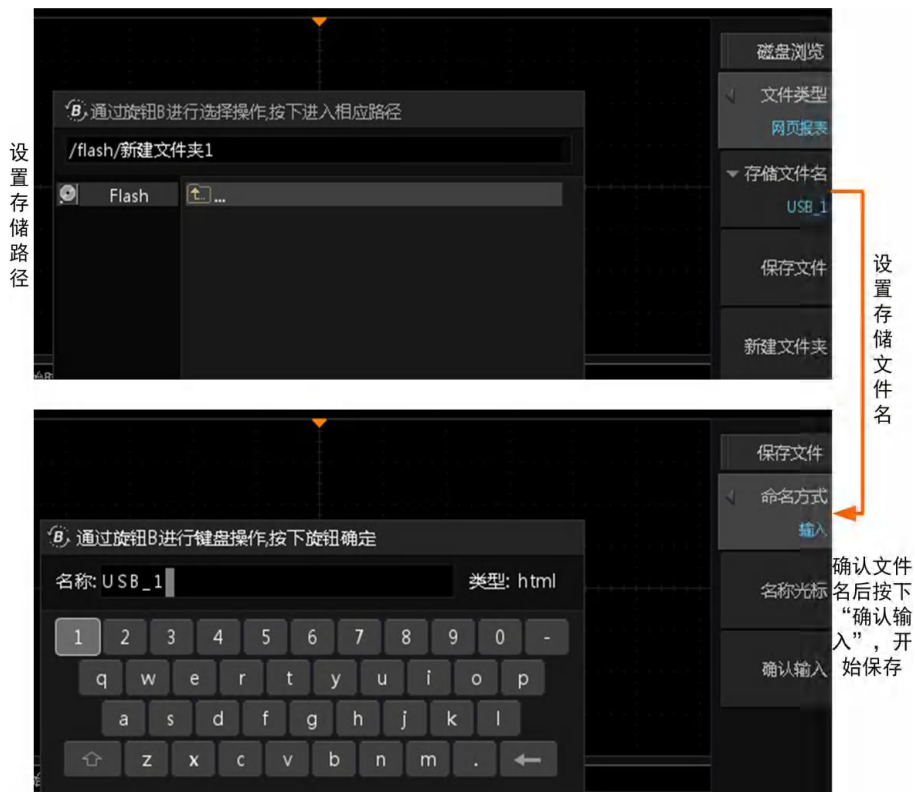 设置存储路径
磁盘浏览
文件类型
网页报表
存储文件名
USB_1
保存文件
新建文件夹
B 通过旋钮B进行选择操作,按下进入相应路径
/flash/新建文件夹1
Flash
...
设置存储文件名
保存文件
命名方式
输入
名称光标
确认输入
B 通过旋钮B进行键盘操作,按下旋钮确定
名称: USB_1
类型: html
1 2 3 4 5 6 7 8 9 0 -
q w e r t y u i o p
a s d f g h j k l
z x c v b n m .
确认文件
名后按下
“确认输
入”，开
始保存